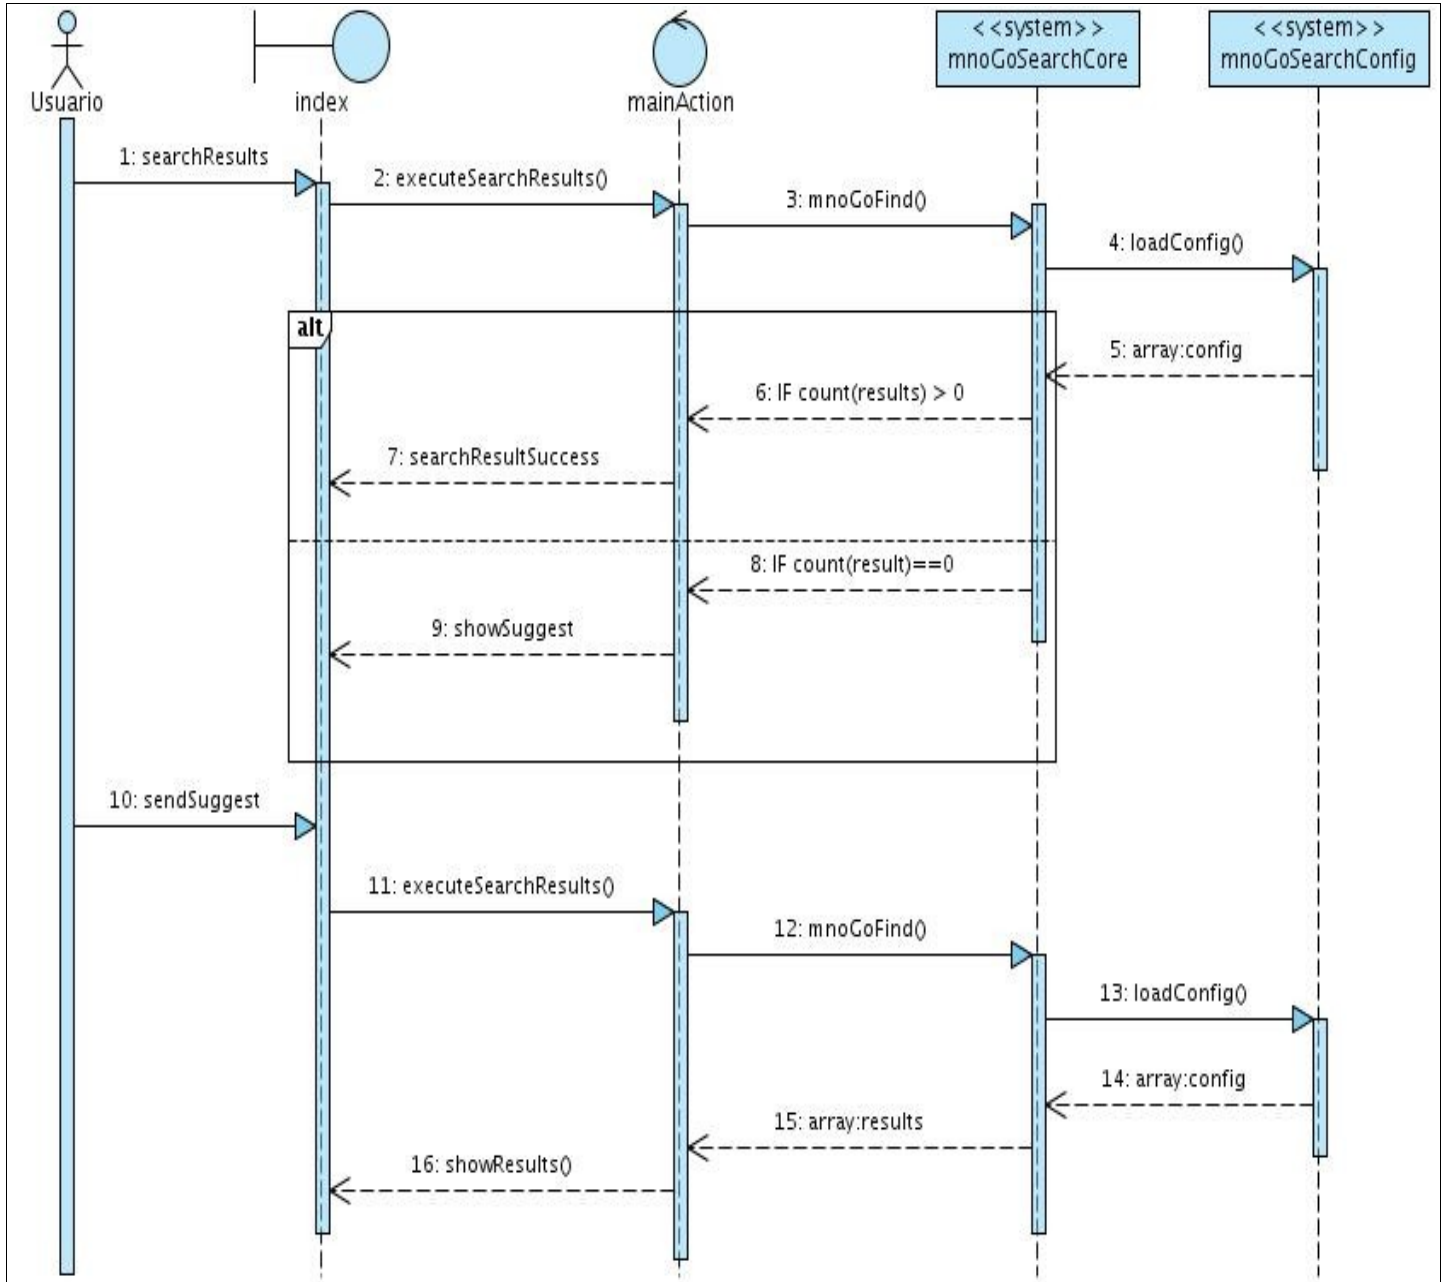 <<system>>
mnoGoSearchCore
<<system>>
mnoGoSearchConfig
Usuario
index
mainAction
1: searchResults
2: executeSearchResults()
3: mnoGoFind()
4: loadConfig()
alt
5: array:config
6: IF count(results) > 0
7: searchResultSuccess
8: IF count(result)==0
9: showSuggest
10: sendSuggest
11: executeSearchResults()
12: mnoGoFind()
13: loadConfig()
14: array:config
15: array:results
16: showResults()